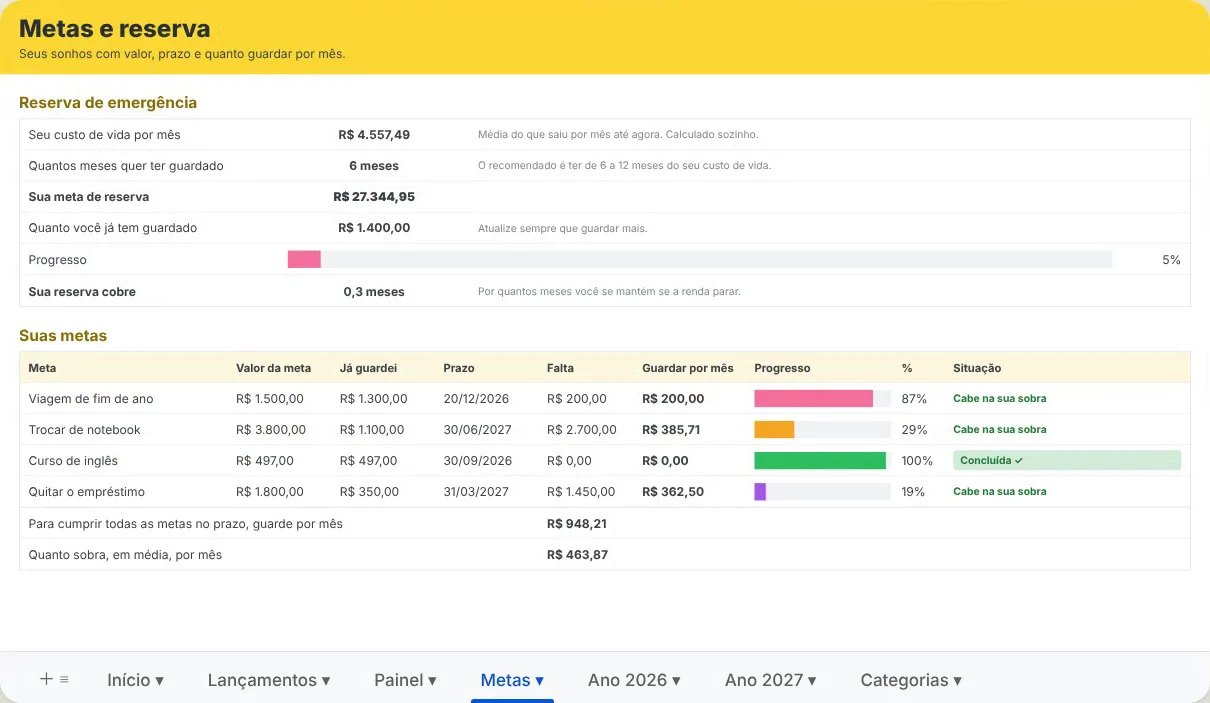 Metas e reserva
Seus sonhos com valor, prazo e quanto guardar por mês.
Reserva de emergência
Seu custo de vida por mês R$ 4.557,49 Média do que saiu por mês até agora. Calculado sozinho.
Quantos meses quer ter guardado 6 meses O recomendado é ter de 6 a 12 meses do seu custo de vida.
Sua meta de reserva R$ 27.344,95
Quanto você já tem guardado R$ 1.400,00 Atualize sempre que guardar mais.
Progresso 5%
Sua reserva cobre 0,3 meses Por quantos meses você se mantém se a renda parar.
Suas metas
Meta Valor da meta Já guardei Prazo Falta Guardar por mês Progresso % Situação
Viagem de fim de ano R$ 1.500,00 R$ 1.300,00 20/12/2026 R$ 200,00 R$ 200,00 87% Cabe na sua sobra
Trocar de notebook R$ 3.800,00 R$ 1.100,00 30/06/2027 R$ 2.700,00 R$ 385,71 29% Cabe na sua sobra
Curso de inglês R$ 497,00 R$ 497,00 30/09/2026 R$ 0,00 R$ 0,00 100% Concluída ✓
Quitar o empréstimo R$ 1.800,00 R$ 350,00 31/03/2027 R$ 1.450,00 R$ 362,50 19% Cabe na sua sobra
Para cumprir todas as metas no prazo, guarde por mês R$ 948,21
Quanto sobra, em média, por mês R$ 463,87
+ ≡ Início ▾ Lançamentos ▾ Painel ▾ Metas ▾ Ano 2026 ▾ Ano 2027 ▾ Categorias ▾